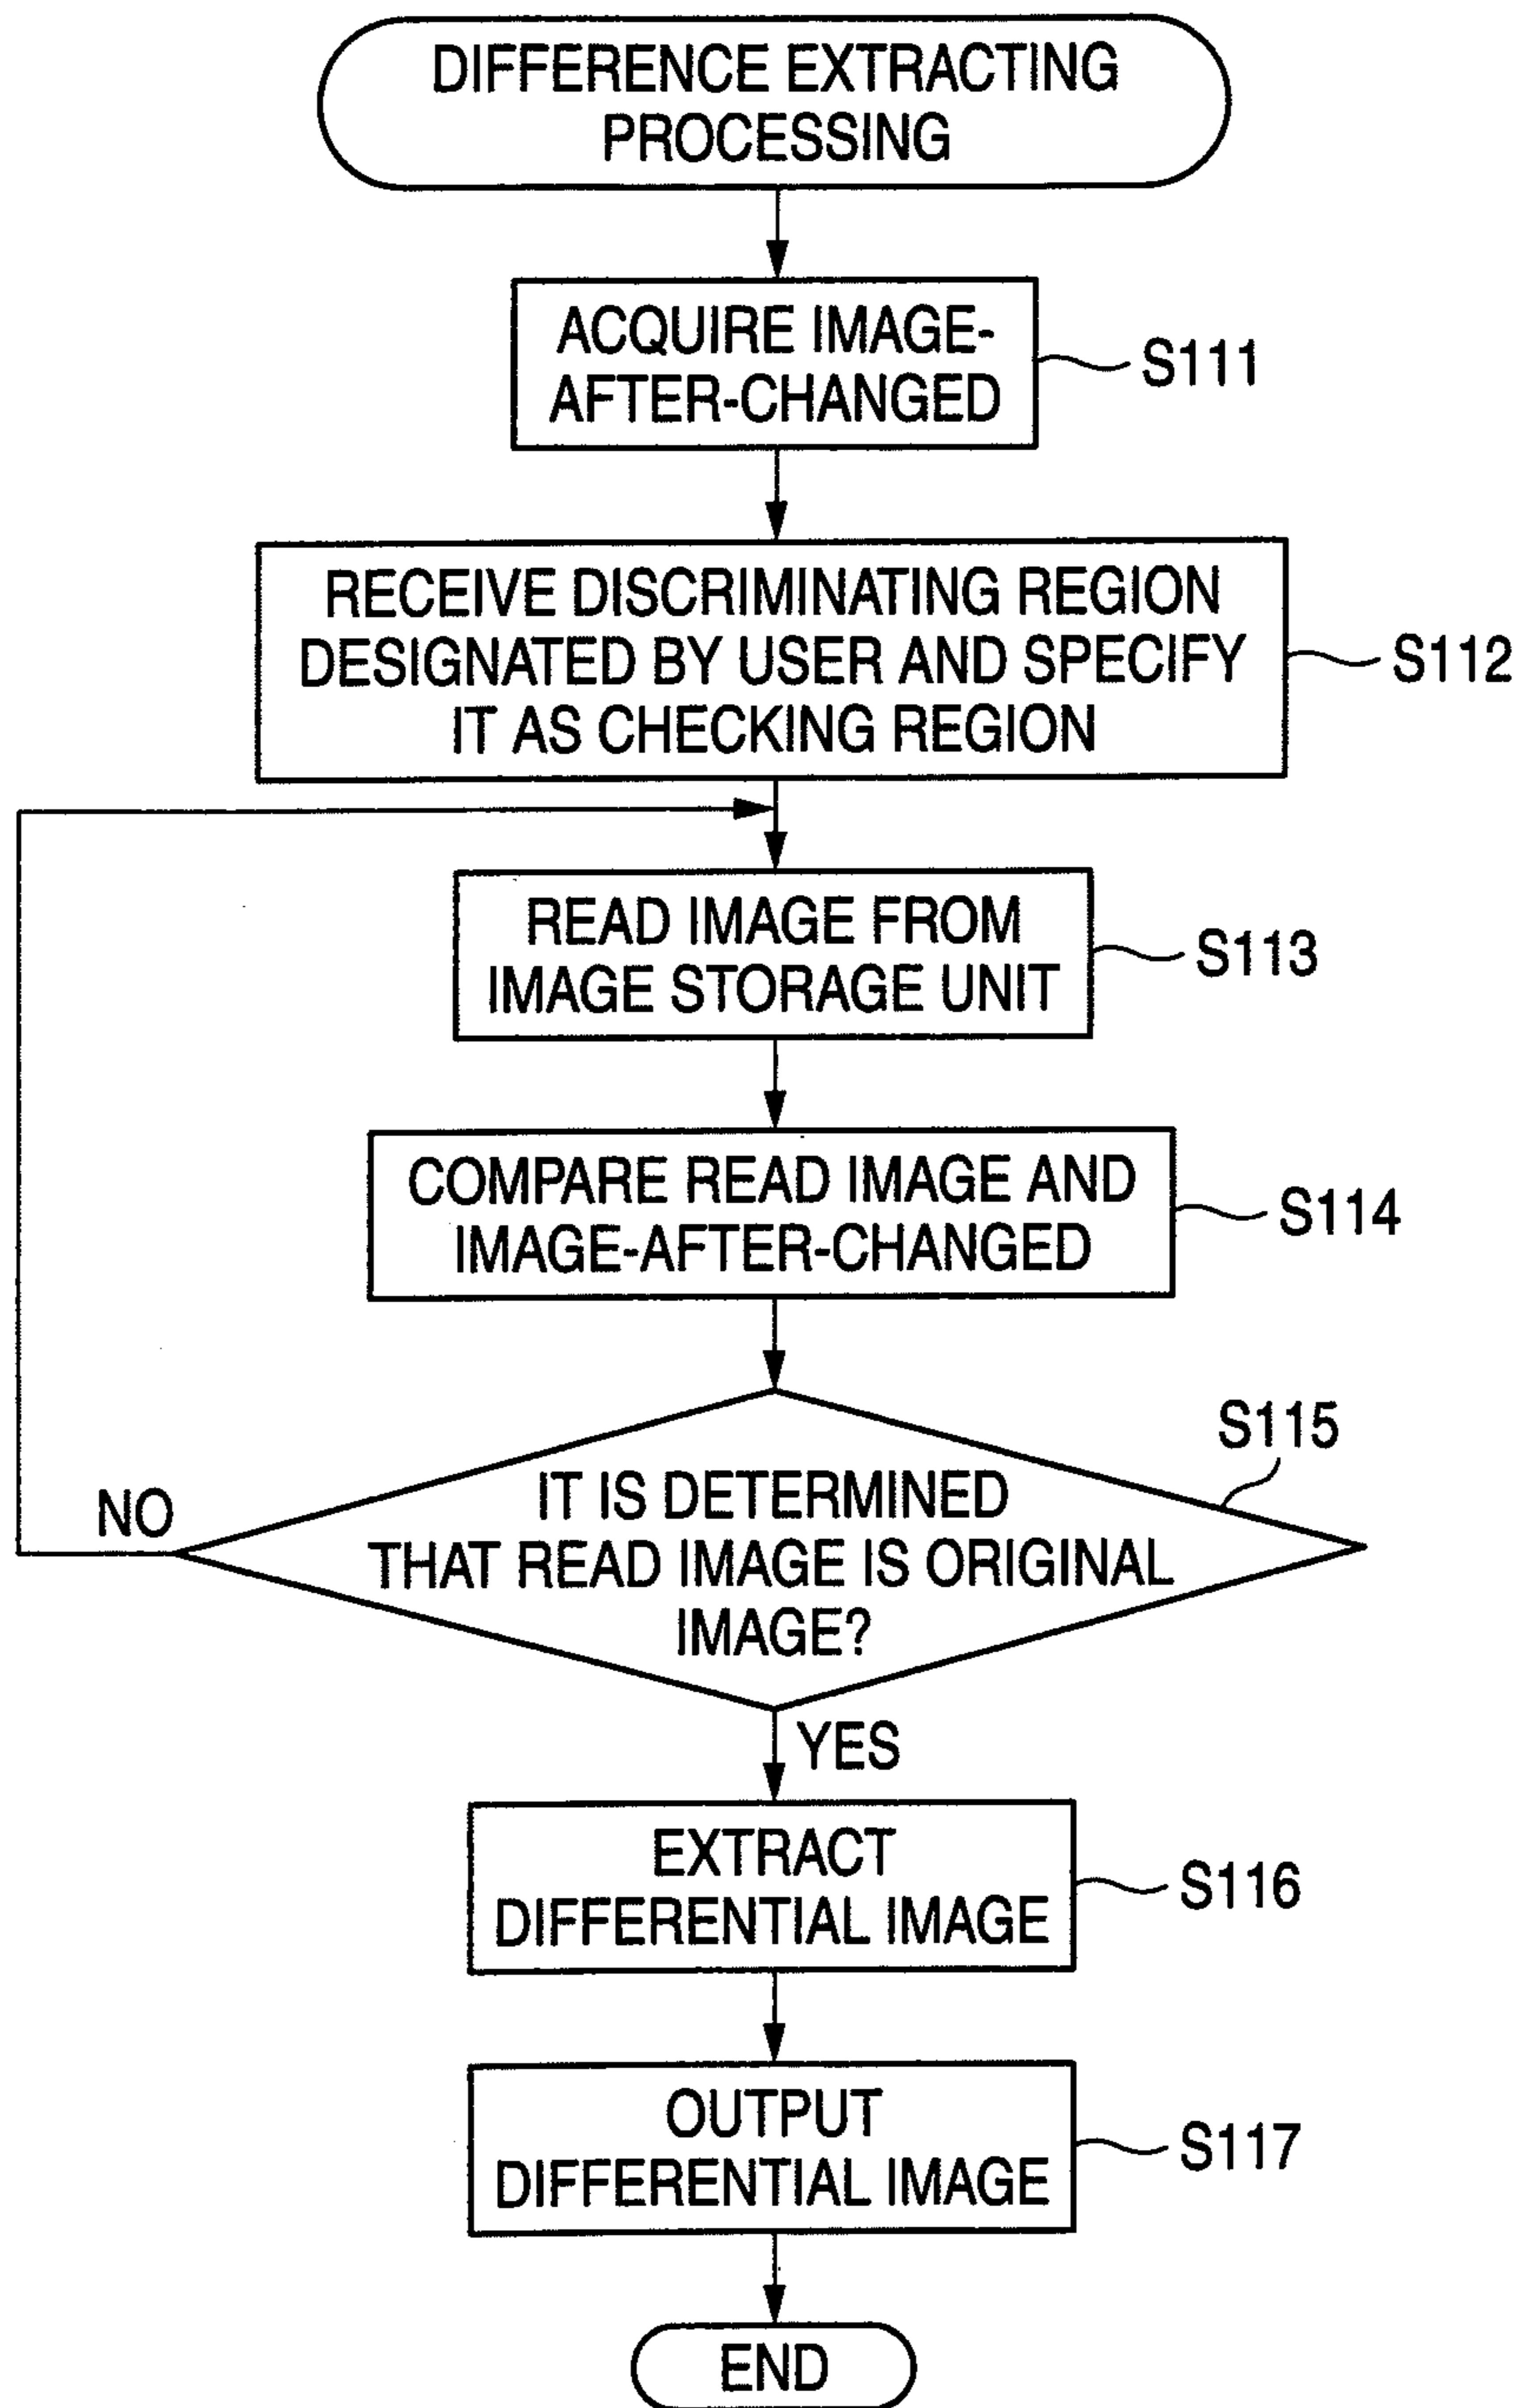 DIFFERENCE EXTRACTING
PROCESSING
ACQUIRE IMAGE-
AFTER-CHANGED
S111
RECEIVE DISCRIMINATING REGION
DESIGNATED BY USER AND SPECIFY
IT AS CHECKING REGION
S112
READ IMAGE FROM
IMAGE STORAGE UNIT
S113
COMPARE READ IMAGE AND
IMAGE-AFTER-CHANGED
S114
S115
IT IS DETERMINED
THAT READ IMAGE IS ORIGINAL
IMAGE?
NO
YES
EXTRACT
DIFFERENTIAL IMAGE
S116
OUTPUT
DIFFERENTIAL IMAGE
S117
END